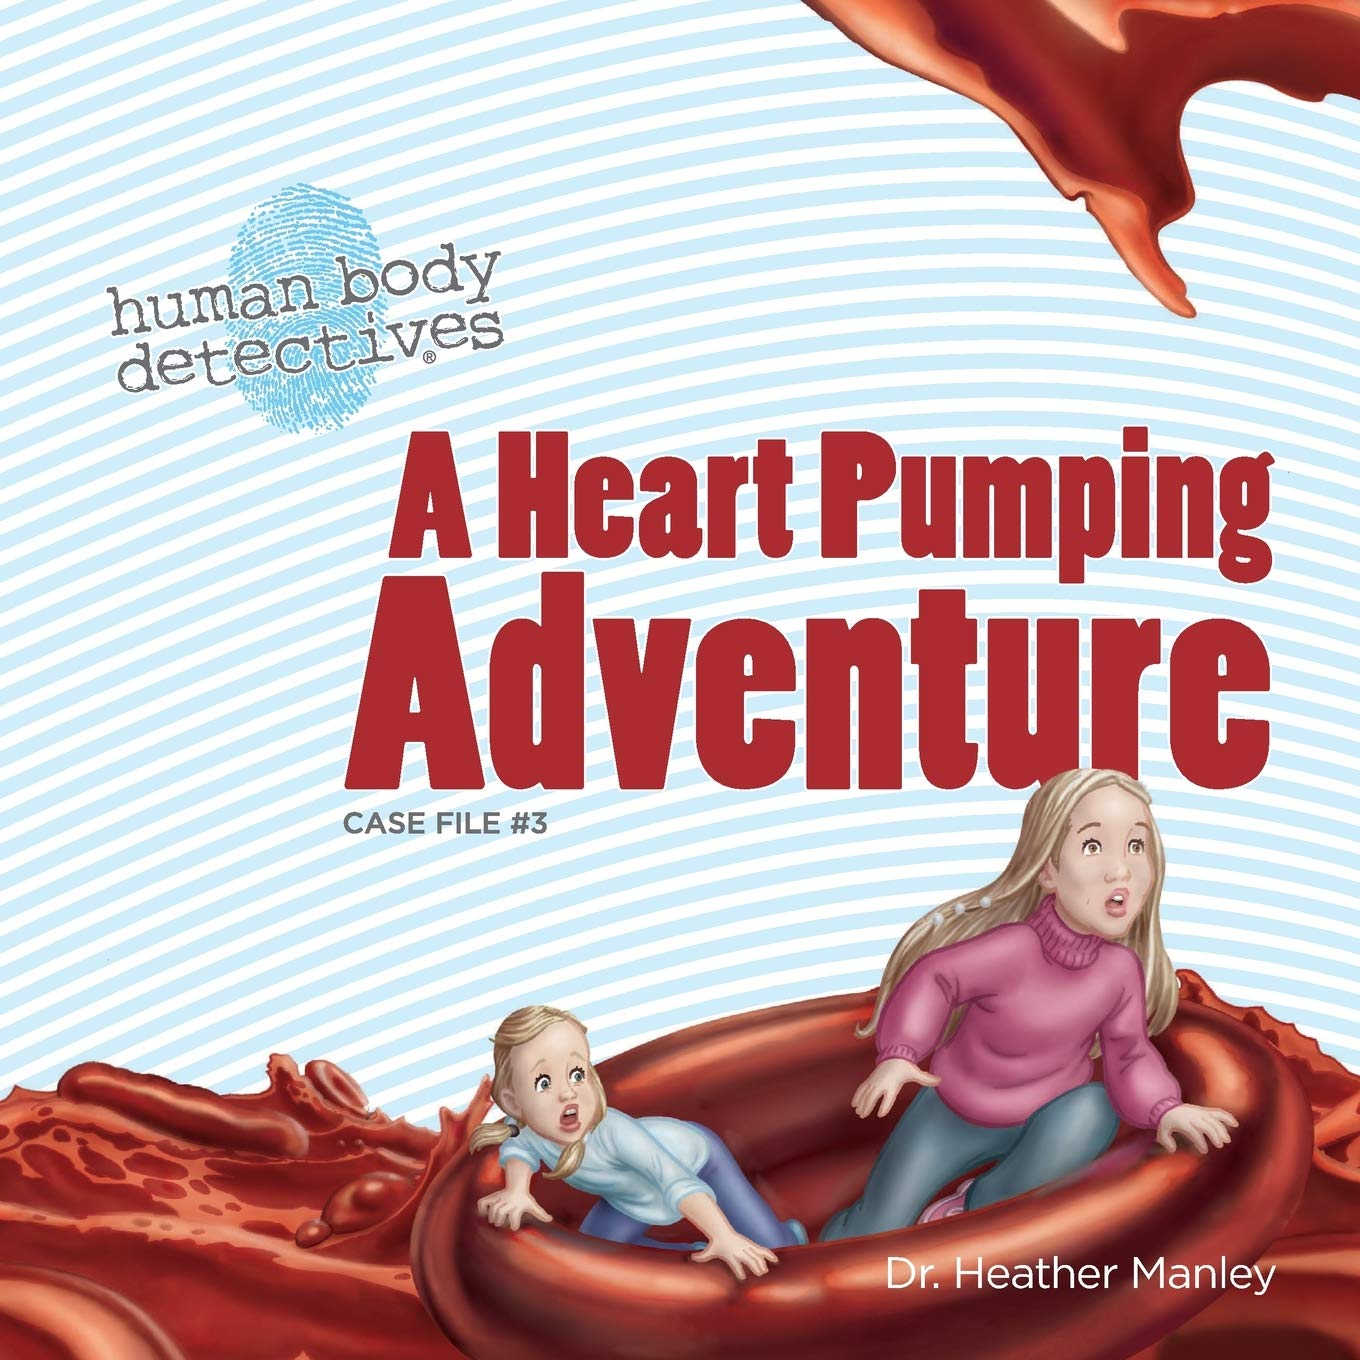 human body
detectives®
A Heart Pumping
Adventure
CASE FILE #3
Dr. Heather Manley